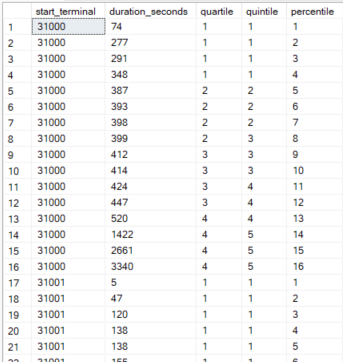 start_terminal duration_seconds quartile quintile percentile
1 31000 74 1 1 1
2 31000 277 1 1 2
3 31000 291 1 1 3
4 31000 348 1 1 4
5 31000 387 2 2 5
6 31000 393 2 2 6
7 31000 398 2 2 7
8 31000 399 2 3 8
9 31000 412 3 3 9
10 31000 414 3 3 10
11 31000 424 3 4 11
12 31000 447 3 4 12
13 31000 520 4 4 13
14 31000 1422 4 5 14
15 31000 2661 4 5 15
16 31000 3340 4 5 16
17 31001 5 1 1 1
18 31001 47 1 1 2
19 31001 120 1 1 3
20 31001 138 1 1 4
21 31001 138 1 1 5
22 31001 155 1 1 6